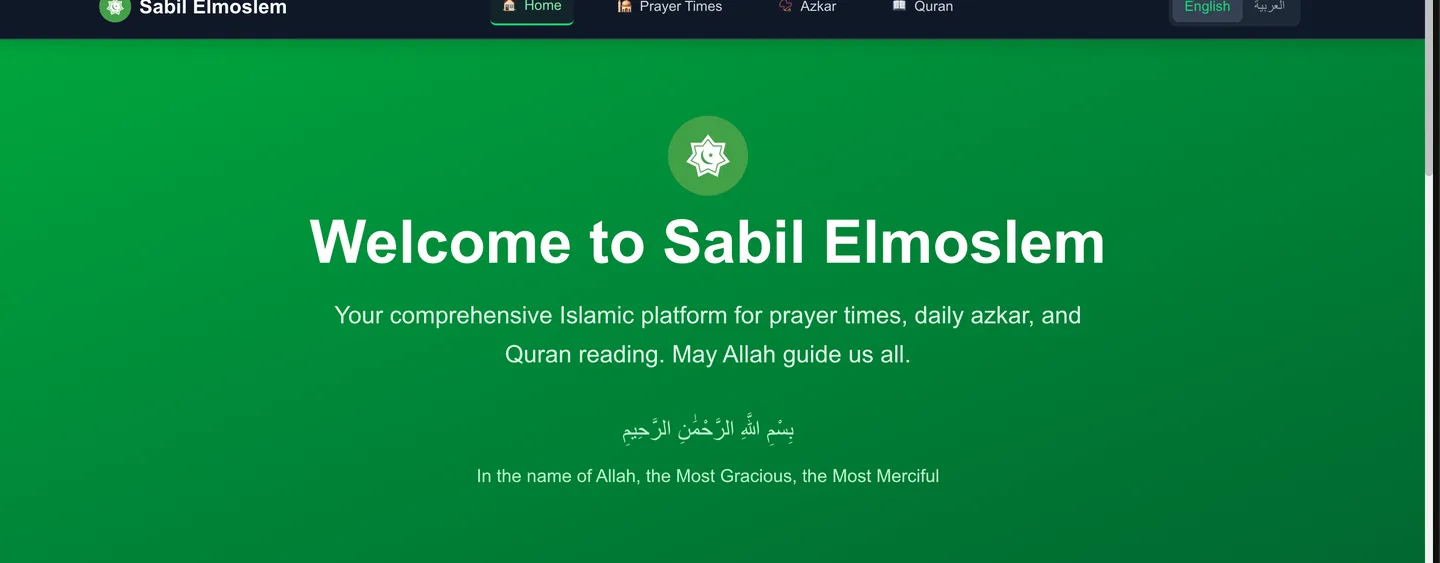 Sabil Elmoslem
Home
Prayer Times
Azkar
Quran
English
العربية
Welcome to Sabil Elmoslem
Your comprehensive Islamic platform for prayer times, daily azkar, and
Quran reading. May Allah guide us all.
بِسْمِ اللَّهِ الرَّحْمَٰنِ الرَّحِيمِ
In the name of Allah, the Most Gracious, the Most Merciful